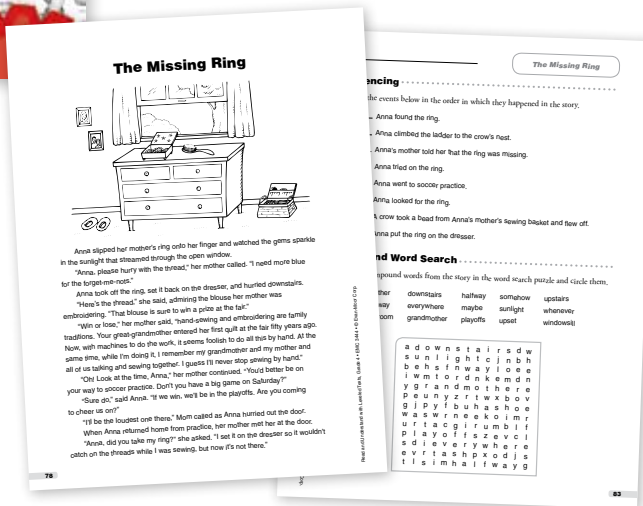 The Missing Ring
Anna slipped her mother's ring onto her finger and watched the gems sparkle
in the sunlight that streamed through the open window.
"Anna, please hurry with the thread," her mother called. "I need more blue
for the forget-me-nots."
Anna took off the ring, set it back on the dresser, and hurried downstairs.
"Here's the thread," she said, admiring the blouse her mother was
embroidering. "That blouse is sure to win a prize at the fair."
"Win or lose," her mother said, "hand-sewing and embroidering are family
traditions. Your great-grandmother entered her first quilt at the fair fifty years ago.
Now, with machines to do the work, it seems foolish to do all this by hand. At the
same time, while I'm doing it, I remember my grandmother and my mother and
all of us talking and sewing together. I guess I'll never stop sewing by hand."
"Oh! Look at the time, Anna," her mother continued. "You'd better be on
your way to soccer practice. Don't you have a big game on Saturday?"
"Sure do," said Anna. "If we win, we'll be in the playoffs. Are you coming
to cheer us on?"
"I'll be the loudest one there," Mom called as Anna hurried out the door.
When Anna returned home from practice, her mother met her at the door.
"Anna, did you take my ring?" she asked. "I set it on the dresser so it wouldn't
catch on the threads while I was sewing, but now it's not there."
78
The Missing Ring
encing
the events below in the order in which they happened in the story.
Anna found the ring.
Anna climbed the ladder to the crow's nest.
Anna's mother told her that the ring was missing.
Anna tried on the ring.
Anna went to soccer practice.
Anna looked for the ring.
A crow took a bead from Anna's mother's sewing basket and flew off.
Anna put the ring on the dresser.
nd Word Search
mpound words from the story in the word search puzzle and circle them.
ther downstairs halfway somehow upstairs
way everywhere maybe sunlight whenever
oom grandmother playoffs upset windowsill
a d o w n s t a i r s d w
s u n l i g h t c j n b h
b e h s f n w a y l o e e
i w m t o r d n k e m d n
y g r a n d m o t h e r e
p e u n y z r t w x b o v
g j p y f b u h a s h o e
w a s w r n e e k o i m r
u r t a c g i r u m b l f
p l a y o f f s z e v c l
s d i e v e r y w h e r e
e v r t a s h p x o d j s
t l s i m h a l f w a y g
83